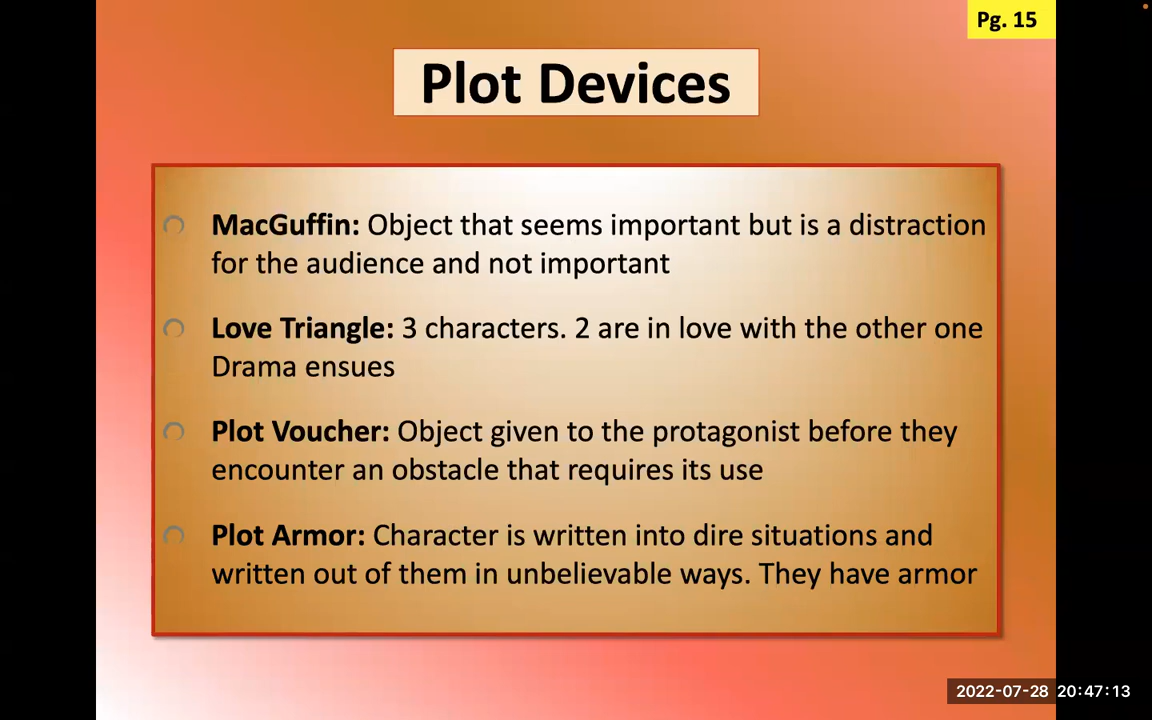 Pg. 15
Plot Devices
MacGuffin: Object that seems important but is a distraction
for the audience and not important
Love Triangle: 3 characters. 2 are in love with the other one
Drama ensues
Plot Voucher: Object given to the protagonist before they
encounter an obstacle that requires its use
Plot Armor: Character is written into dire situations and
written out of them in unbelievable ways. They have armor
2022-07-28 20:47:13